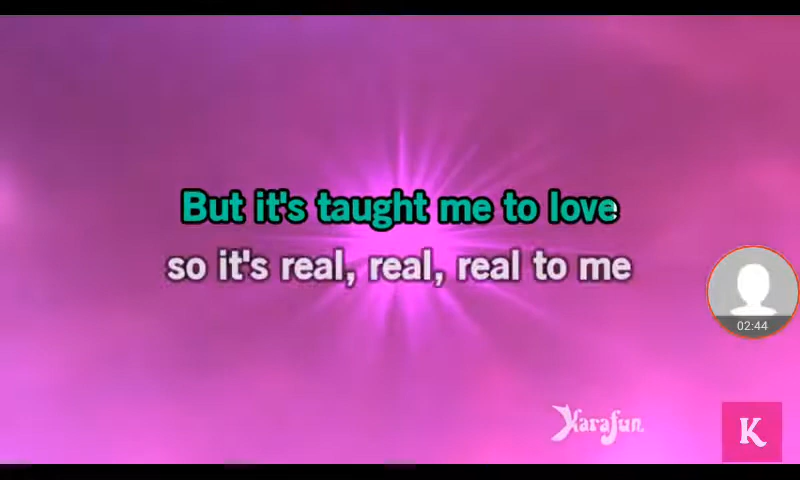 But it's taught me to love
so it's real, real, real to me
02:44
Karafun
K